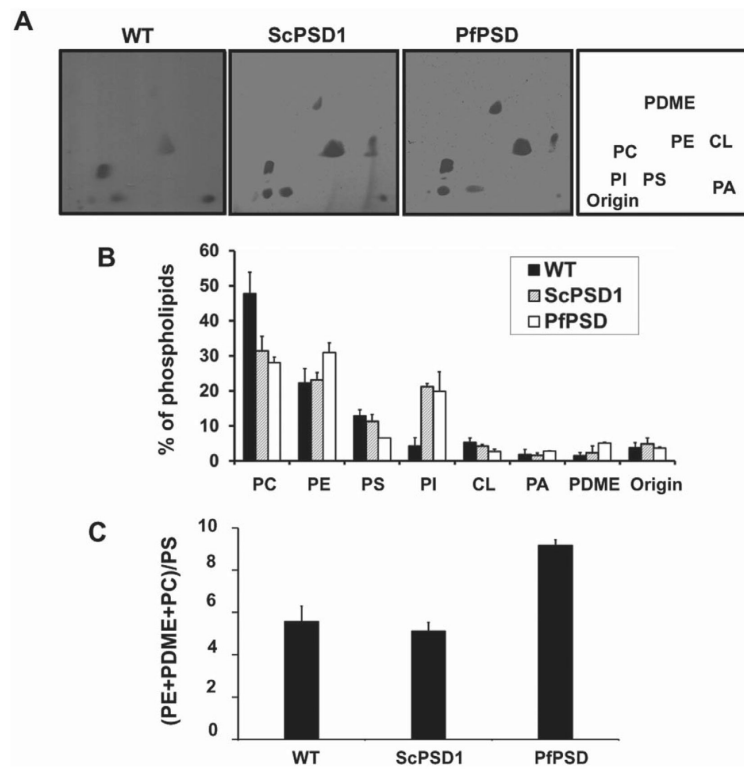 A
WT
ScPSD1
PfPSD
PDME
PE
CL
PC
PI
PS
PA
Origin
B
% of phospholipids
60
50
40
30
20
10
0
WT
ScPSD1
PfPSD
PC PE PS PI CL PA PDME Origin
C
(PE+PDME+PC)/PS
10
8
6
4
2
0
WT ScPSD1 PfPSD